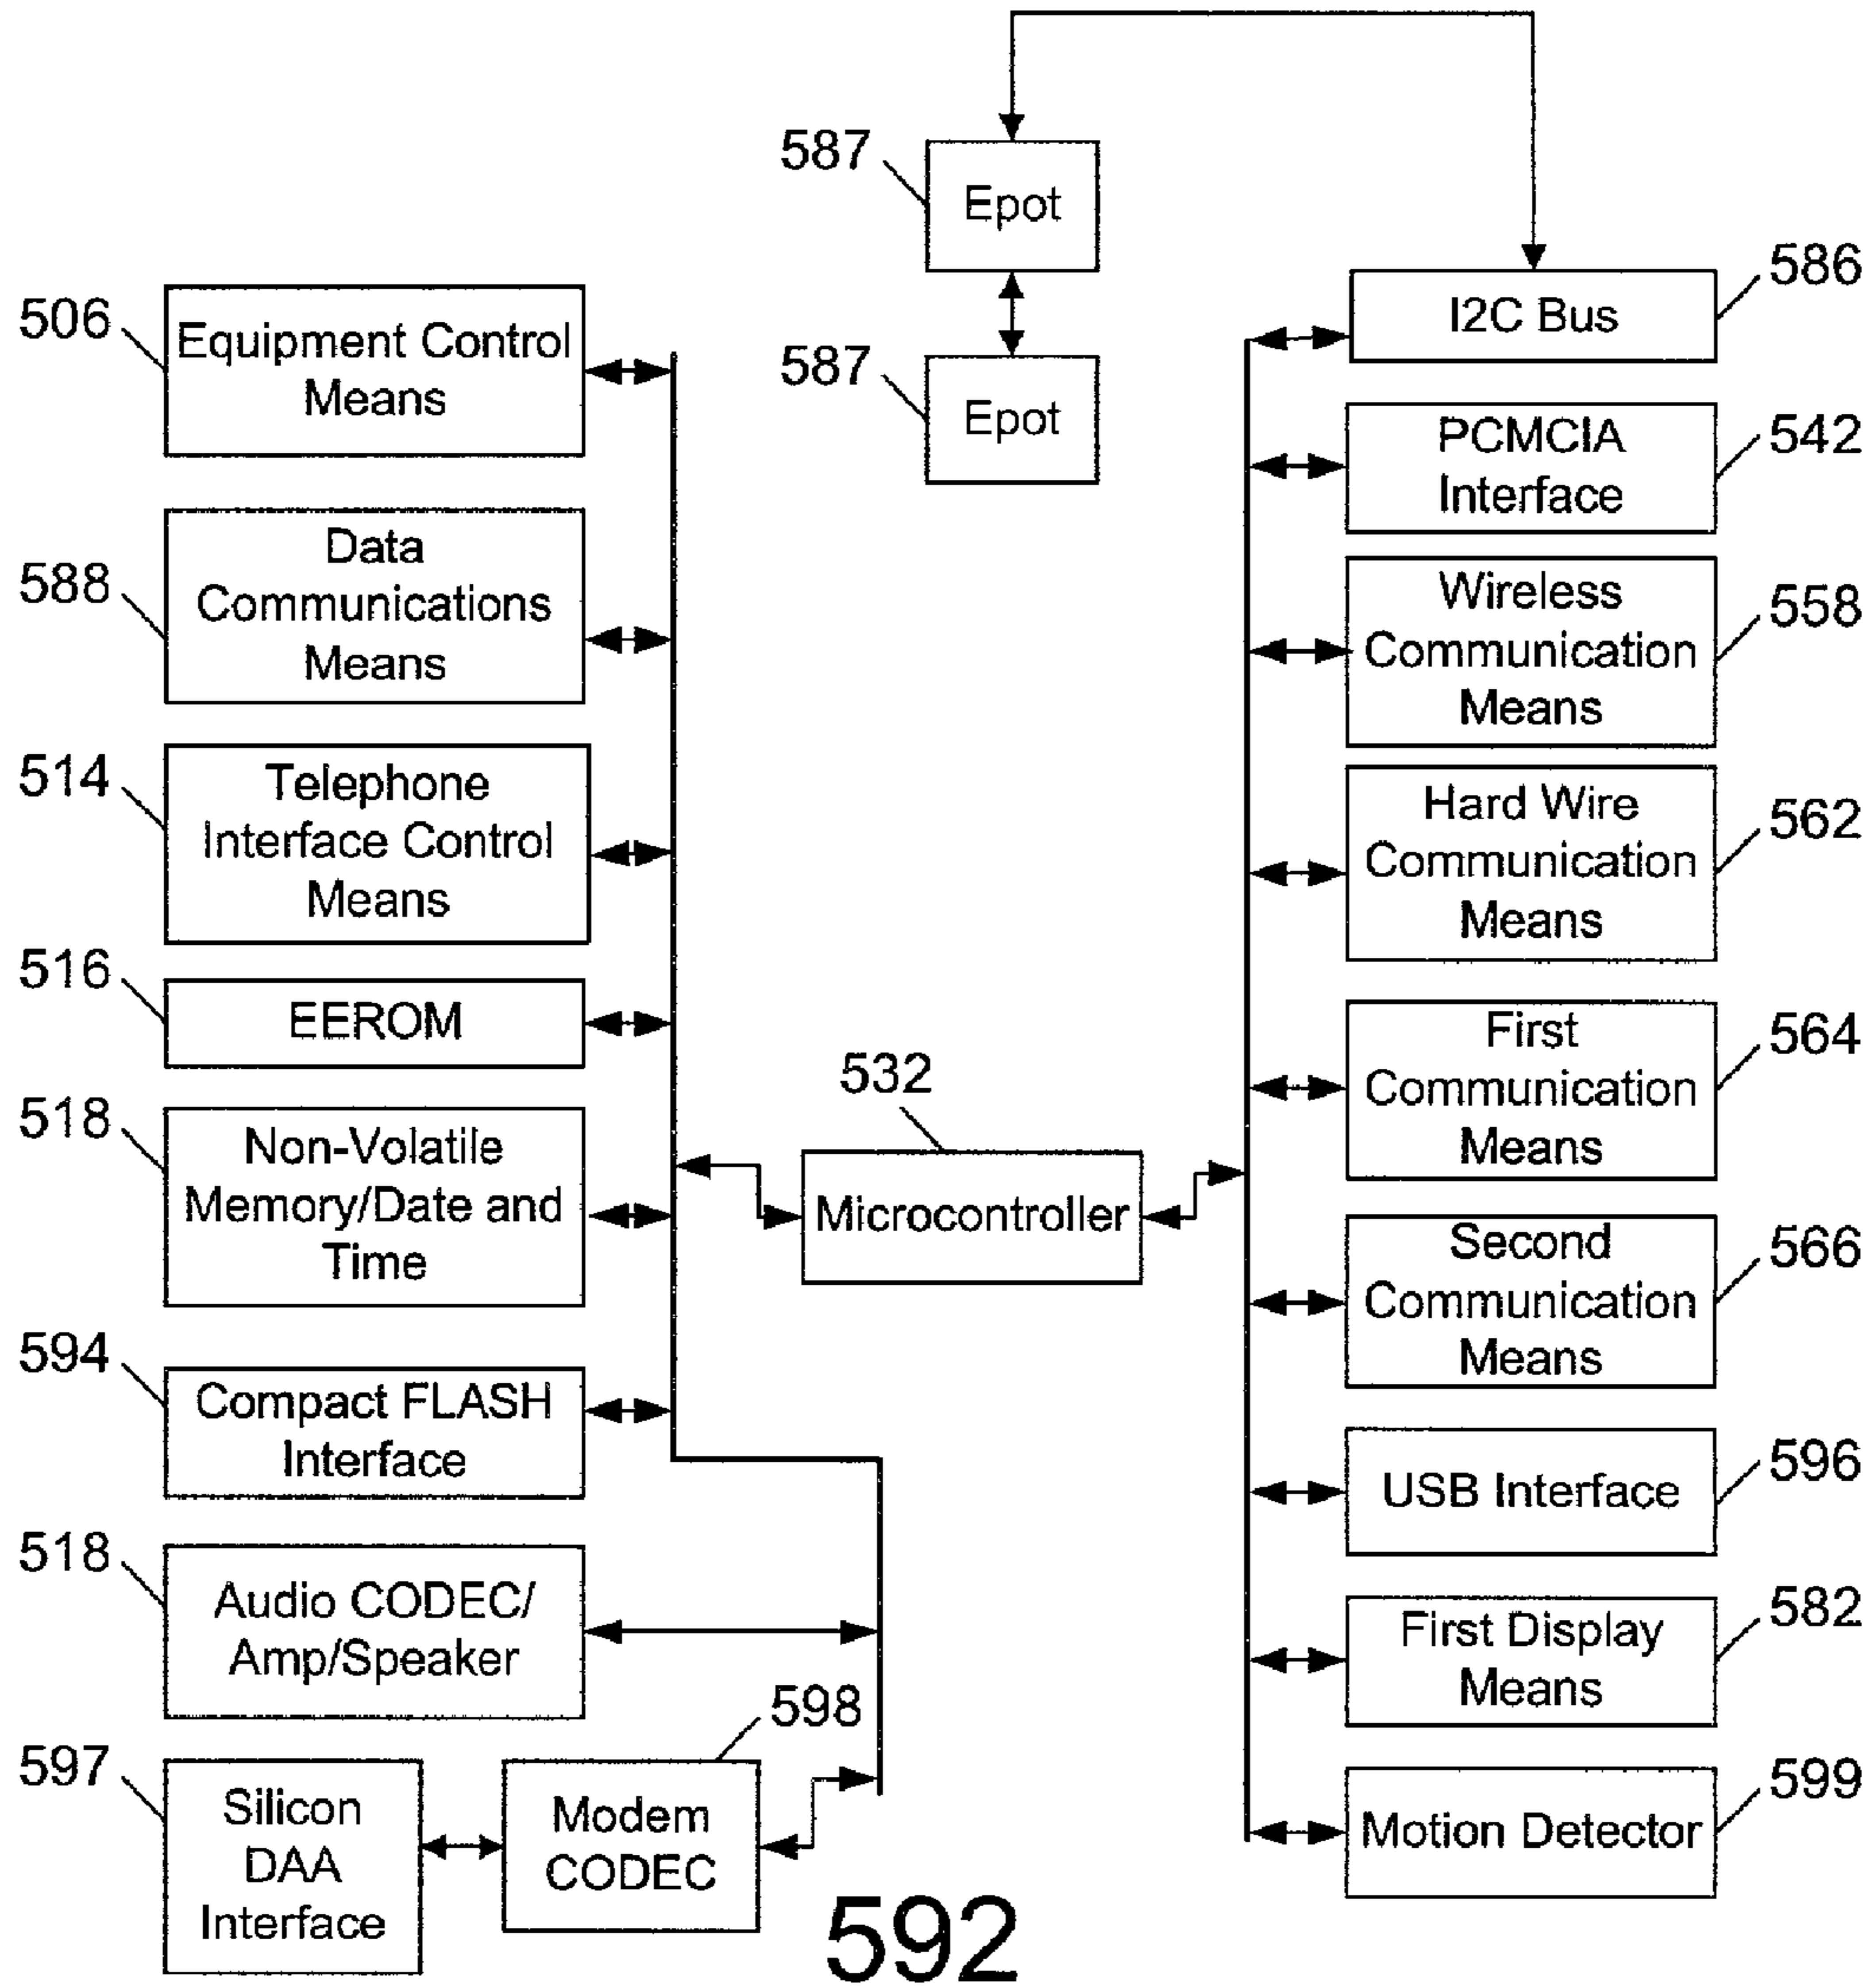 587
Epot
587
Epot
506
Equipment Control
Means
588
Data
Communications
Means
514
Telephone
Interface Control
Means
516
EEROM
518
Non-Volatile
Memory/Date and
Time
594
Compact FLASH
Interface
518
Audio CODEC/
Amp/Speaker
597
Silicon
DAA
Interface
598
Modem
CODEC
532
Microcontroller
586
I2C Bus
542
PCMCIA
Interface
558
Wireless
Communication
Means
562
Hard Wire
Communication
Means
564
First
Communication
Means
566
Second
Communication
Means
596
USB Interface
582
First Display
Means
599
Motion Detector
592